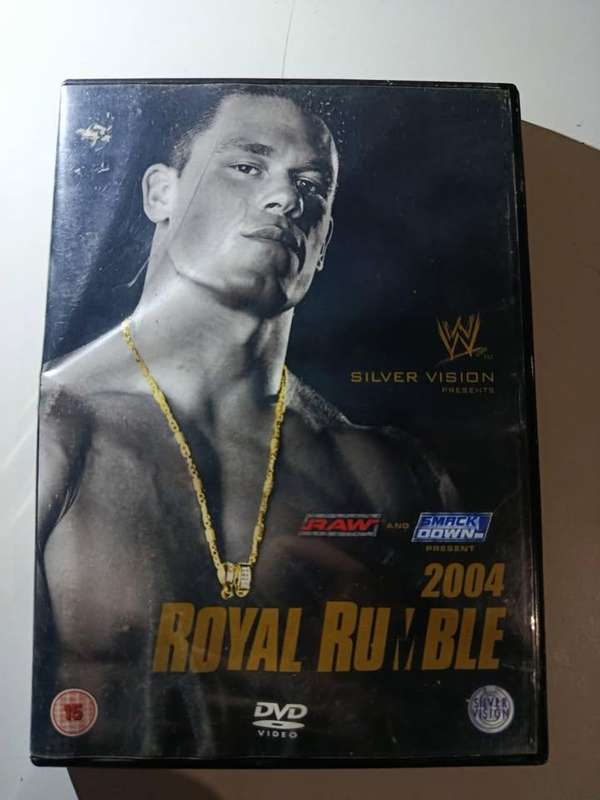 W
SILVER VISION
PRESENTS
RAW AND SMACK DOWN!
PRESENT
2004
ROYAL RUMBLE
15
DVD
VIDEO
SILVER
VISION